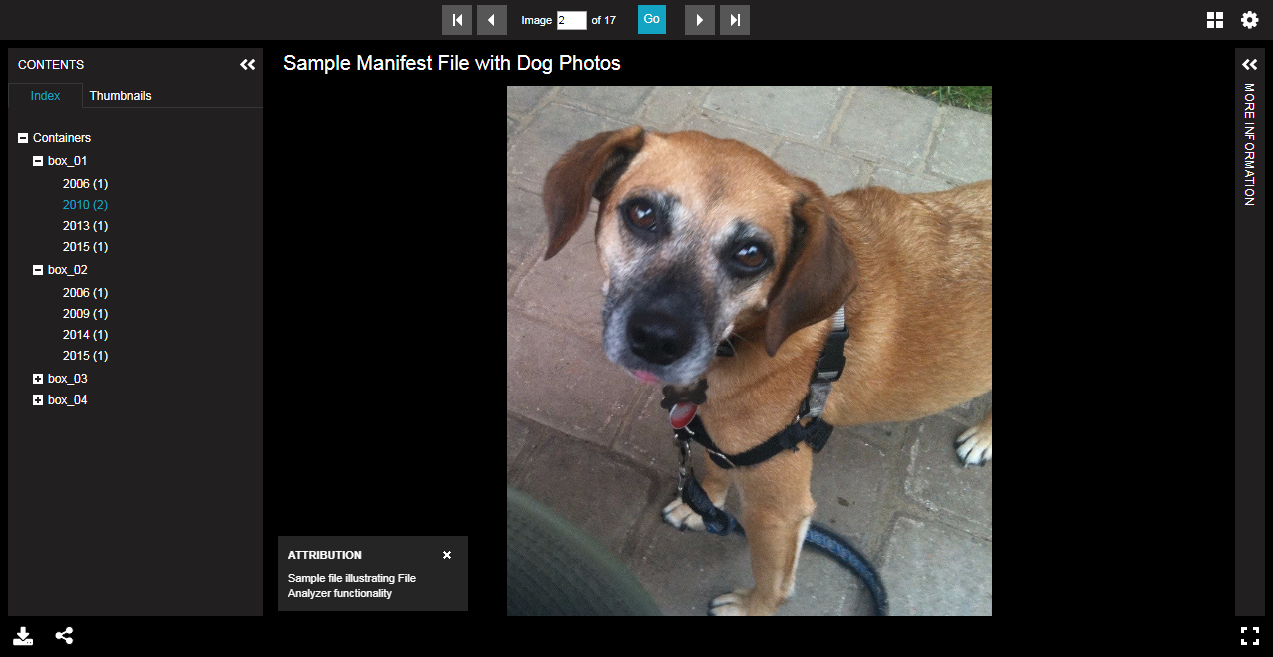 Image 2 of 17 Go
CONTENTS
Index Thumbnails
Containers
box_01
2006 (1)
2010 (2)
2013 (1)
2015 (1)
box_02
2006 (1)
2009 (1)
2014 (1)
2015 (1)
box_03
box_04
Sample Manifest File with Dog Photos
ATTRIBUTION
Sample file illustrating File
Analyzer functionality
MORE INFORMATION